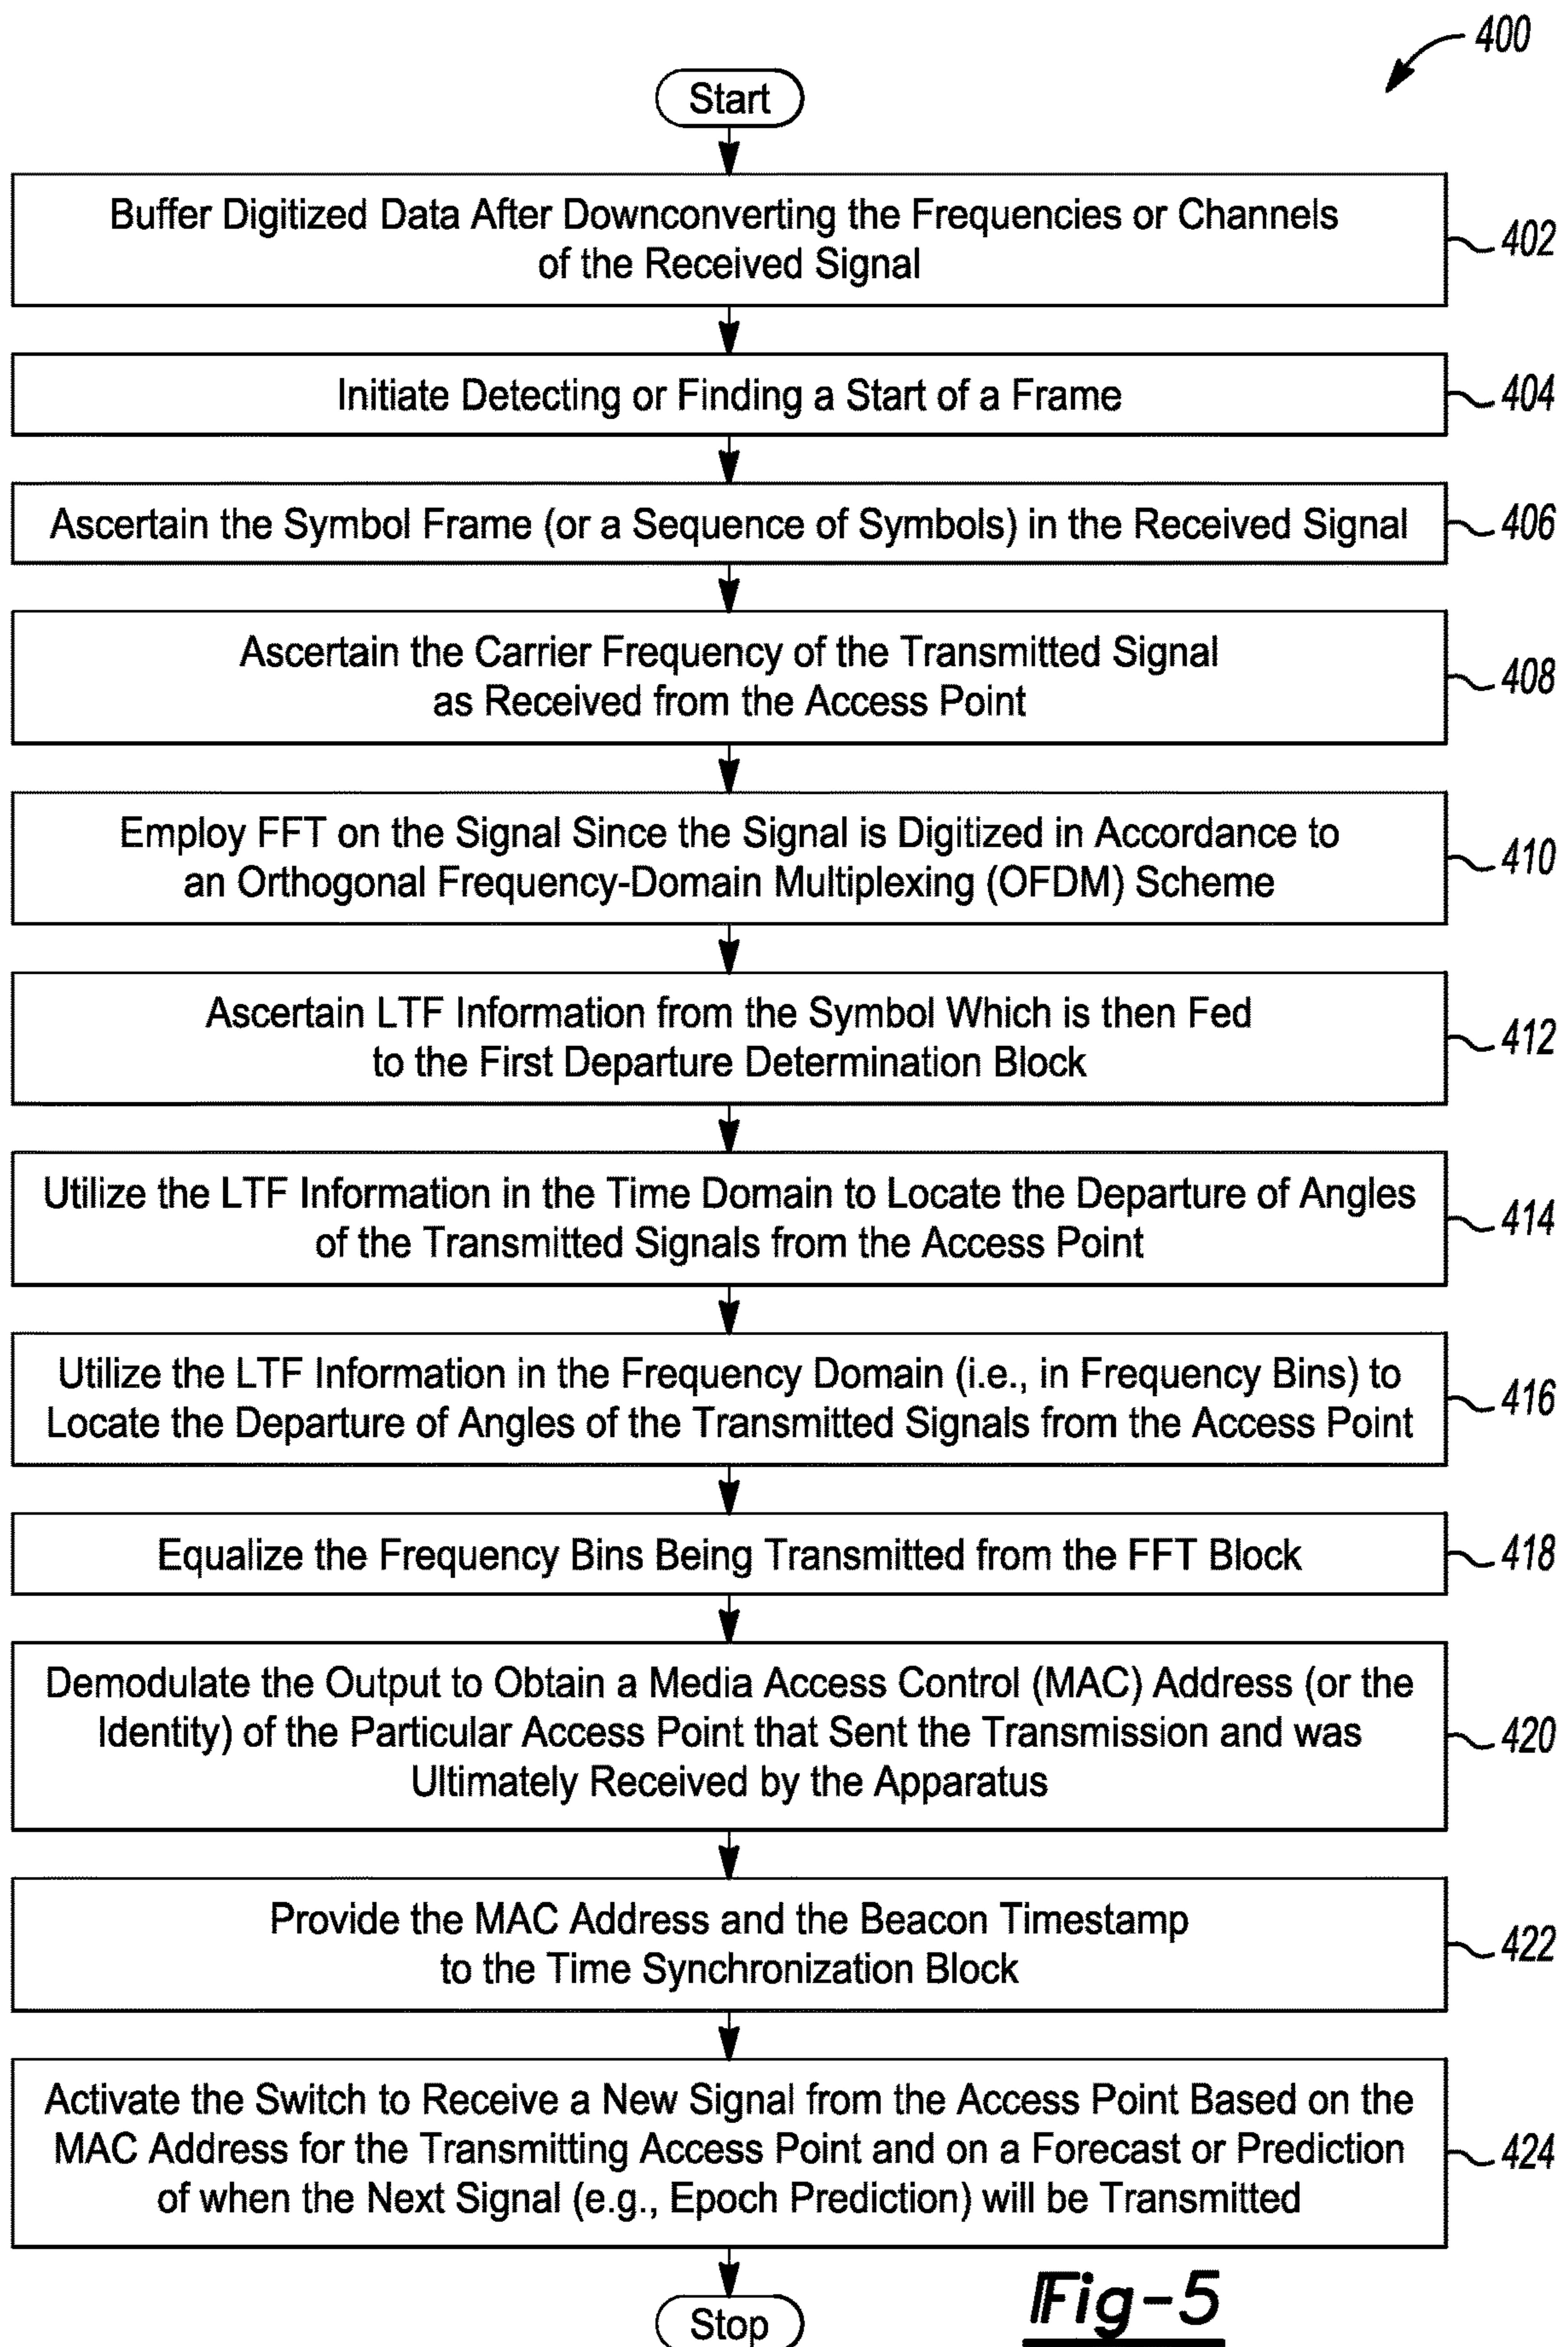 400
Start
Buffer Digitized Data After Downconverting the Frequencies or Channels
of the Received Signal
402
Initiate Detecting or Finding a Start of a Frame
404
Ascertain the Symbol Frame (or a Sequence of Symbols) in the Received Signal
406
Ascertain the Carrier Frequency of the Transmitted Signal
as Received from the Access Point
408
Employ FFT on the Signal Since the Signal is Digitized in Accordance to
an Orthogonal Frequency-Domain Multiplexing (OFDM) Scheme
410
Ascertain LTF Information from the Symbol Which is then Fed
to the First Departure Determination Block
412
Utilize the LTF Information in the Time Domain to Locate the Departure of Angles
of the Transmitted Signals from the Access Point
414
Utilize the LTF Information in the Frequency Domain (i.e., in Frequency Bins) to
Locate the Departure of Angles of the Transmitted Signals from the Access Point
416
Equalize the Frequency Bins Being Transmitted from the FFT Block
418
Demodulate the Output to Obtain a Media Access Control (MAC) Address (or the
Identity) of the Particular Access Point that Sent the Transmission and was
Ultimately Received by the Apparatus
420
Provide the MAC Address and the Beacon Timestamp
to the Time Synchronization Block
422
Activate the Switch to Receive a New Signal from the Access Point Based on the
MAC Address for the Transmitting Access Point and on a Forecast or Prediction
of when the Next Signal (e.g., Epoch Prediction) will be Transmitted
424
Stop
Fig-5